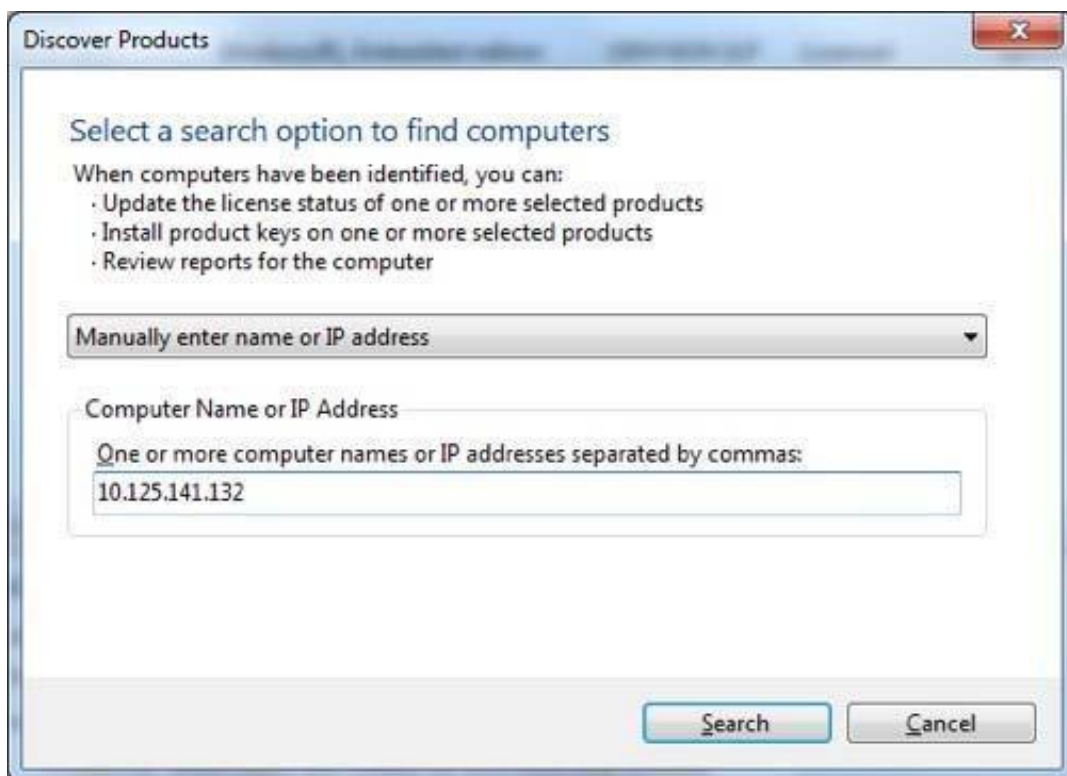 Discover Products
Select a search option to find computers
When computers have been identified, you can:
· Update the license status of one or more selected products
· Install product keys on one or more selected products
· Review reports for the computer
Manually enter name or IP address
Computer Name or IP Address
One or more computer names or IP addresses separated by commas:
10.125.141.132
Search Cancel